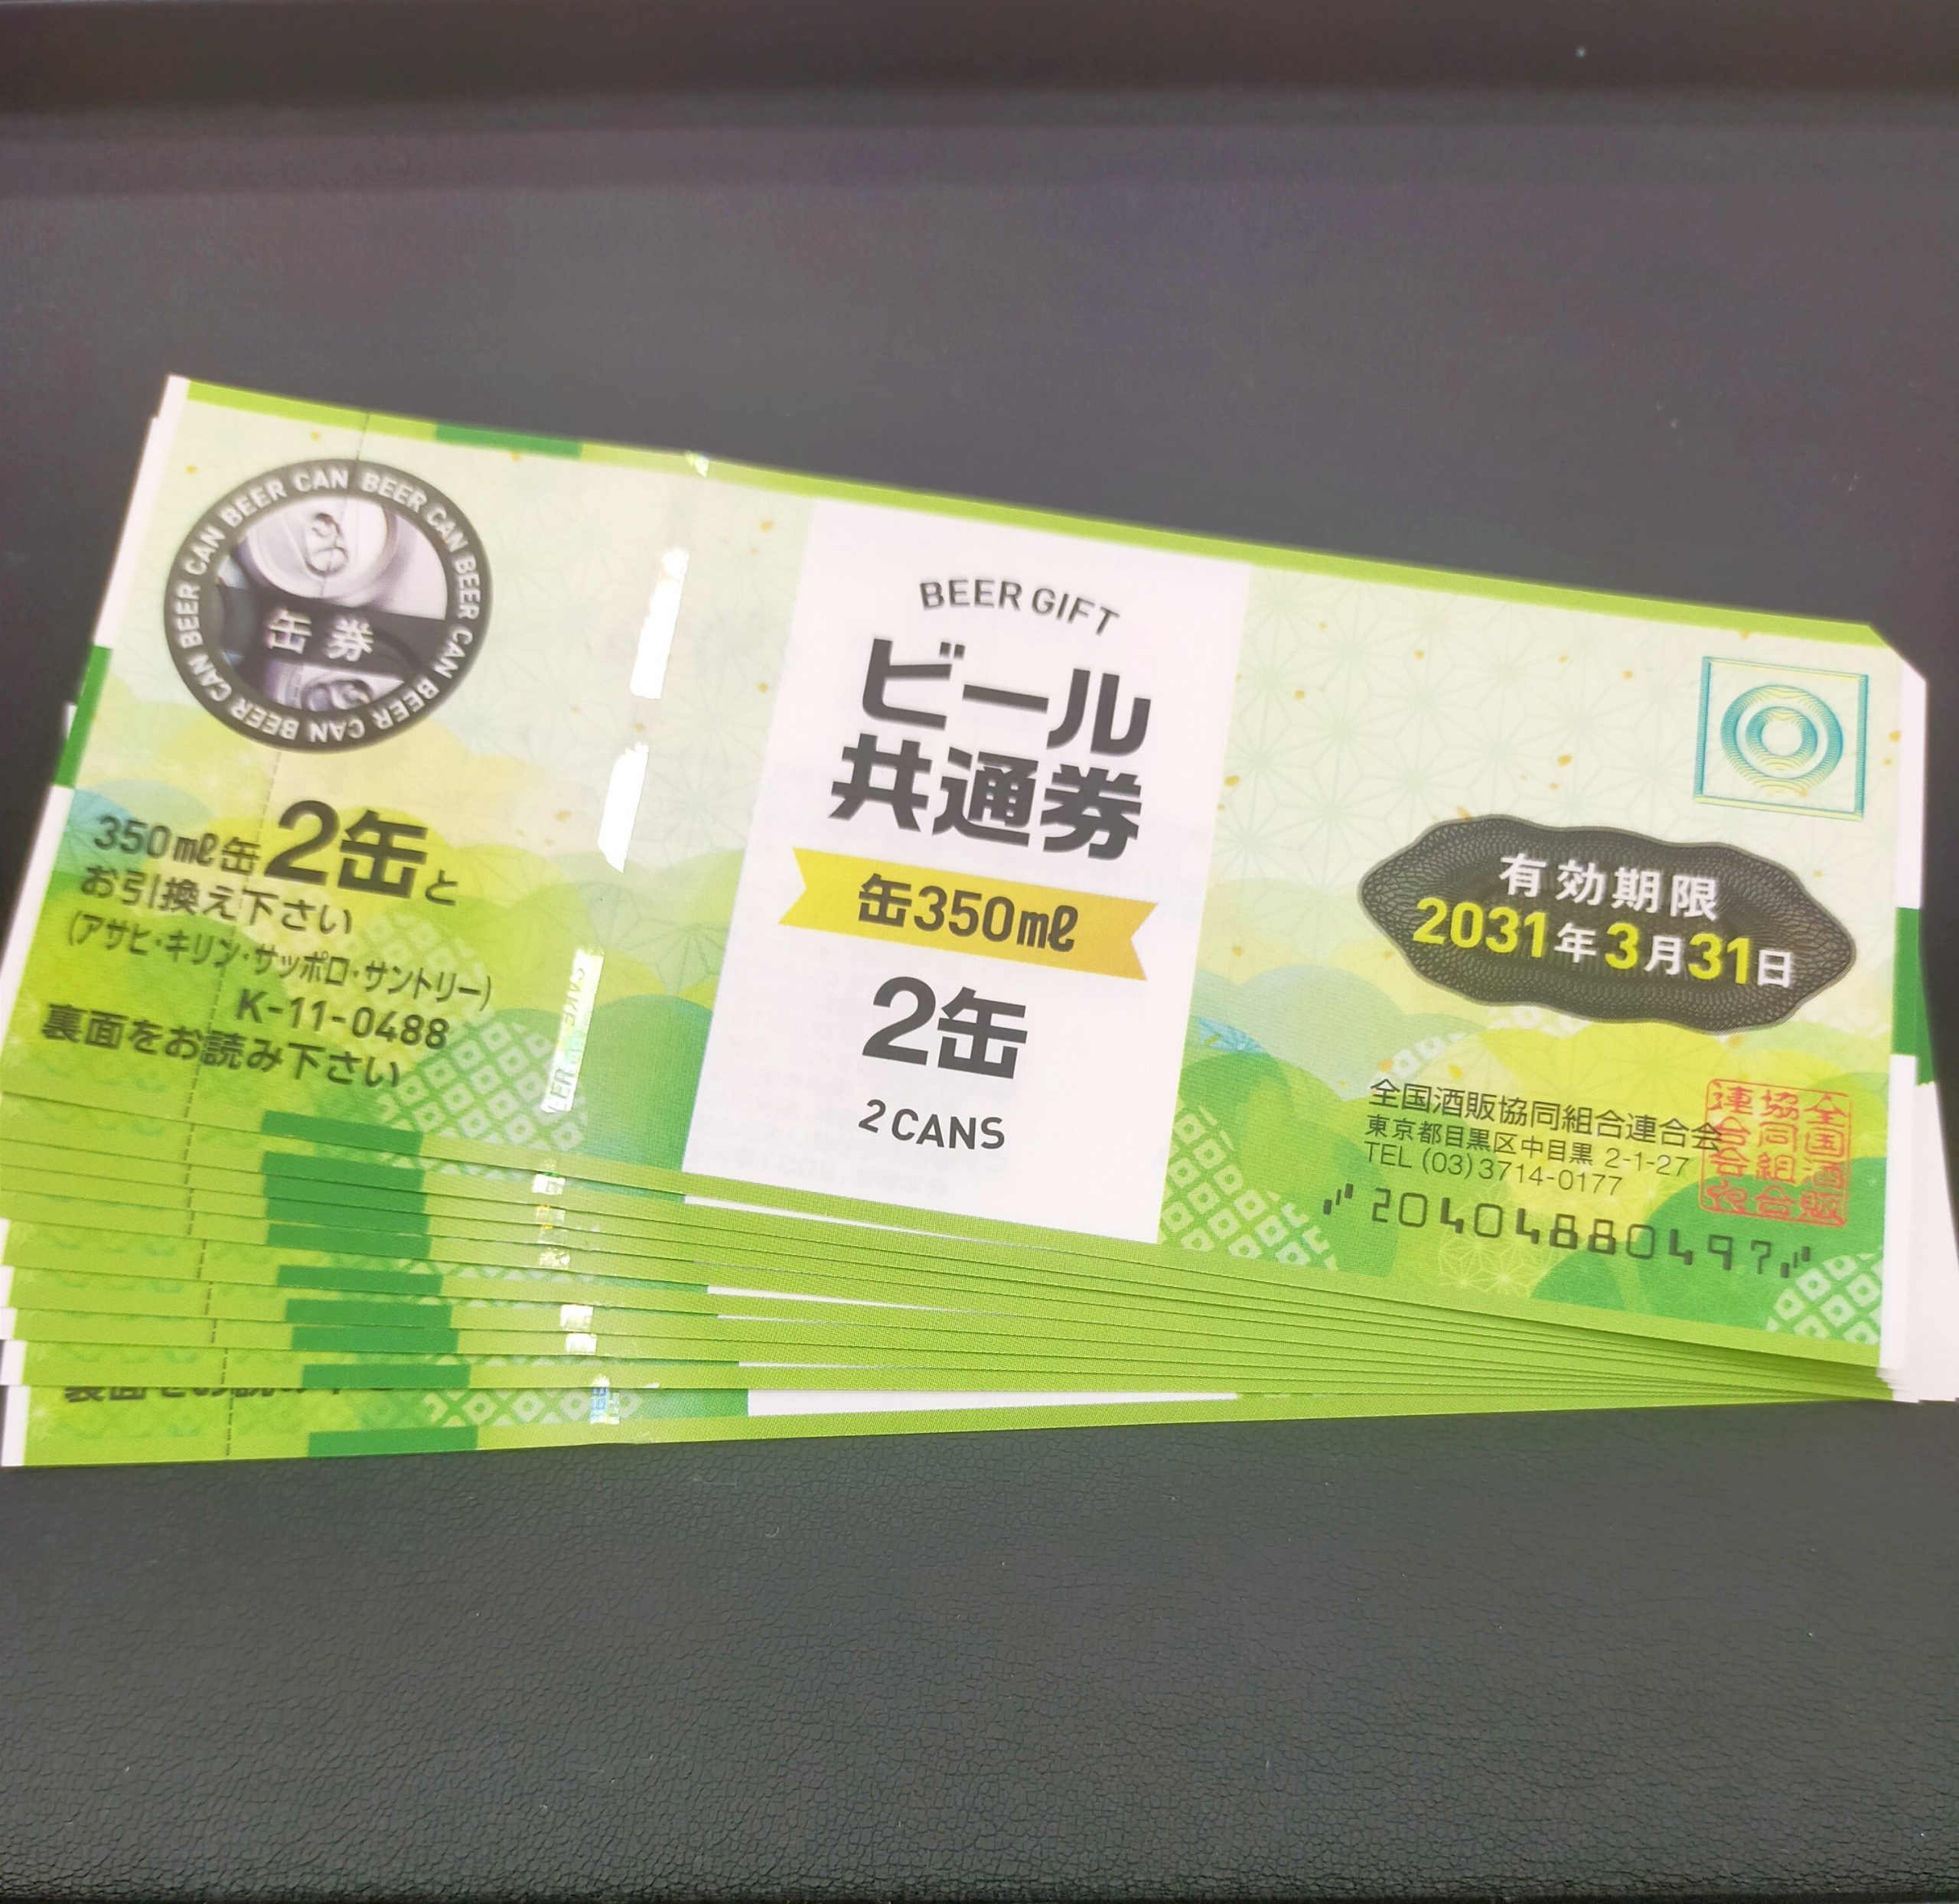 BEER CAN BEER CAN BEER CAN BEER CAN BEER CAN BEER CAN
缶券
350ml缶2缶と
お引換え下さい
(アサヒ・キリン・サッポロ・サントリー)
K-11-0488
裏面をお読み下さい
BEER GIFT
ビール
共通券
缶350ml
2缶
2 CANS
有効期限
2031年3月31日
全国酒販協同組合連合会
東京都目黒区中目黒 2-1-27
TEL (03) 3714-0177
20404880497
全国酒販
協同組合
連合会